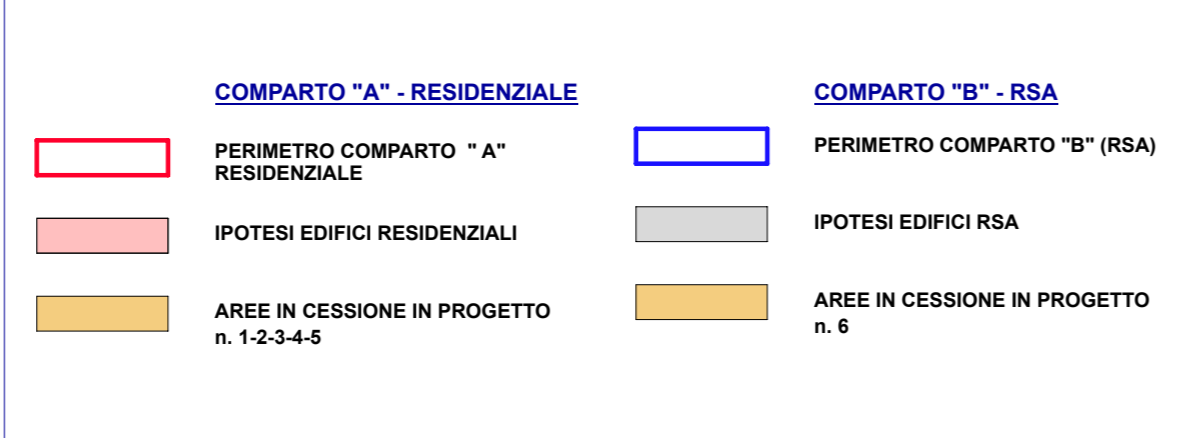 COMPARTO "A" - RESIDENZIALE
PERIMETRO COMPARTO " A"
RESIDENZIALE
IPOTESI EDIFICI RESIDENZIALI
AREE IN CESSIONE IN PROGETTO
n. 1-2-3-4-5
COMPARTO "B" - RSA
PERIMETRO COMPARTO "B" (RSA)
IPOTESI EDIFICI RSA
AREE IN CESSIONE IN PROGETTO
n. 6